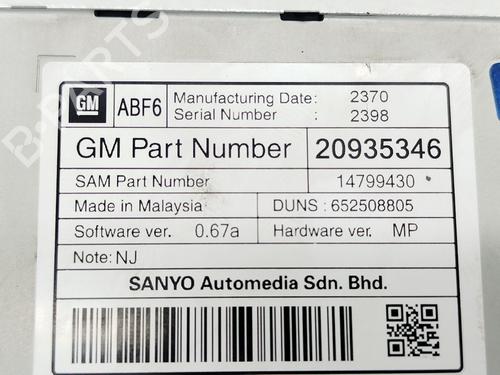 GM
ABF6
Manufacturing Date: 2370
Serial Number : 2398
GM Part Number 20935346
SAM Part Number 14799430
Made in Malaysia DUNS : 652508805
Software ver. 0.67a Hardware ver. MP
Note: NJ
SANYO Automedia Sdn. Bhd.
B-PARTS